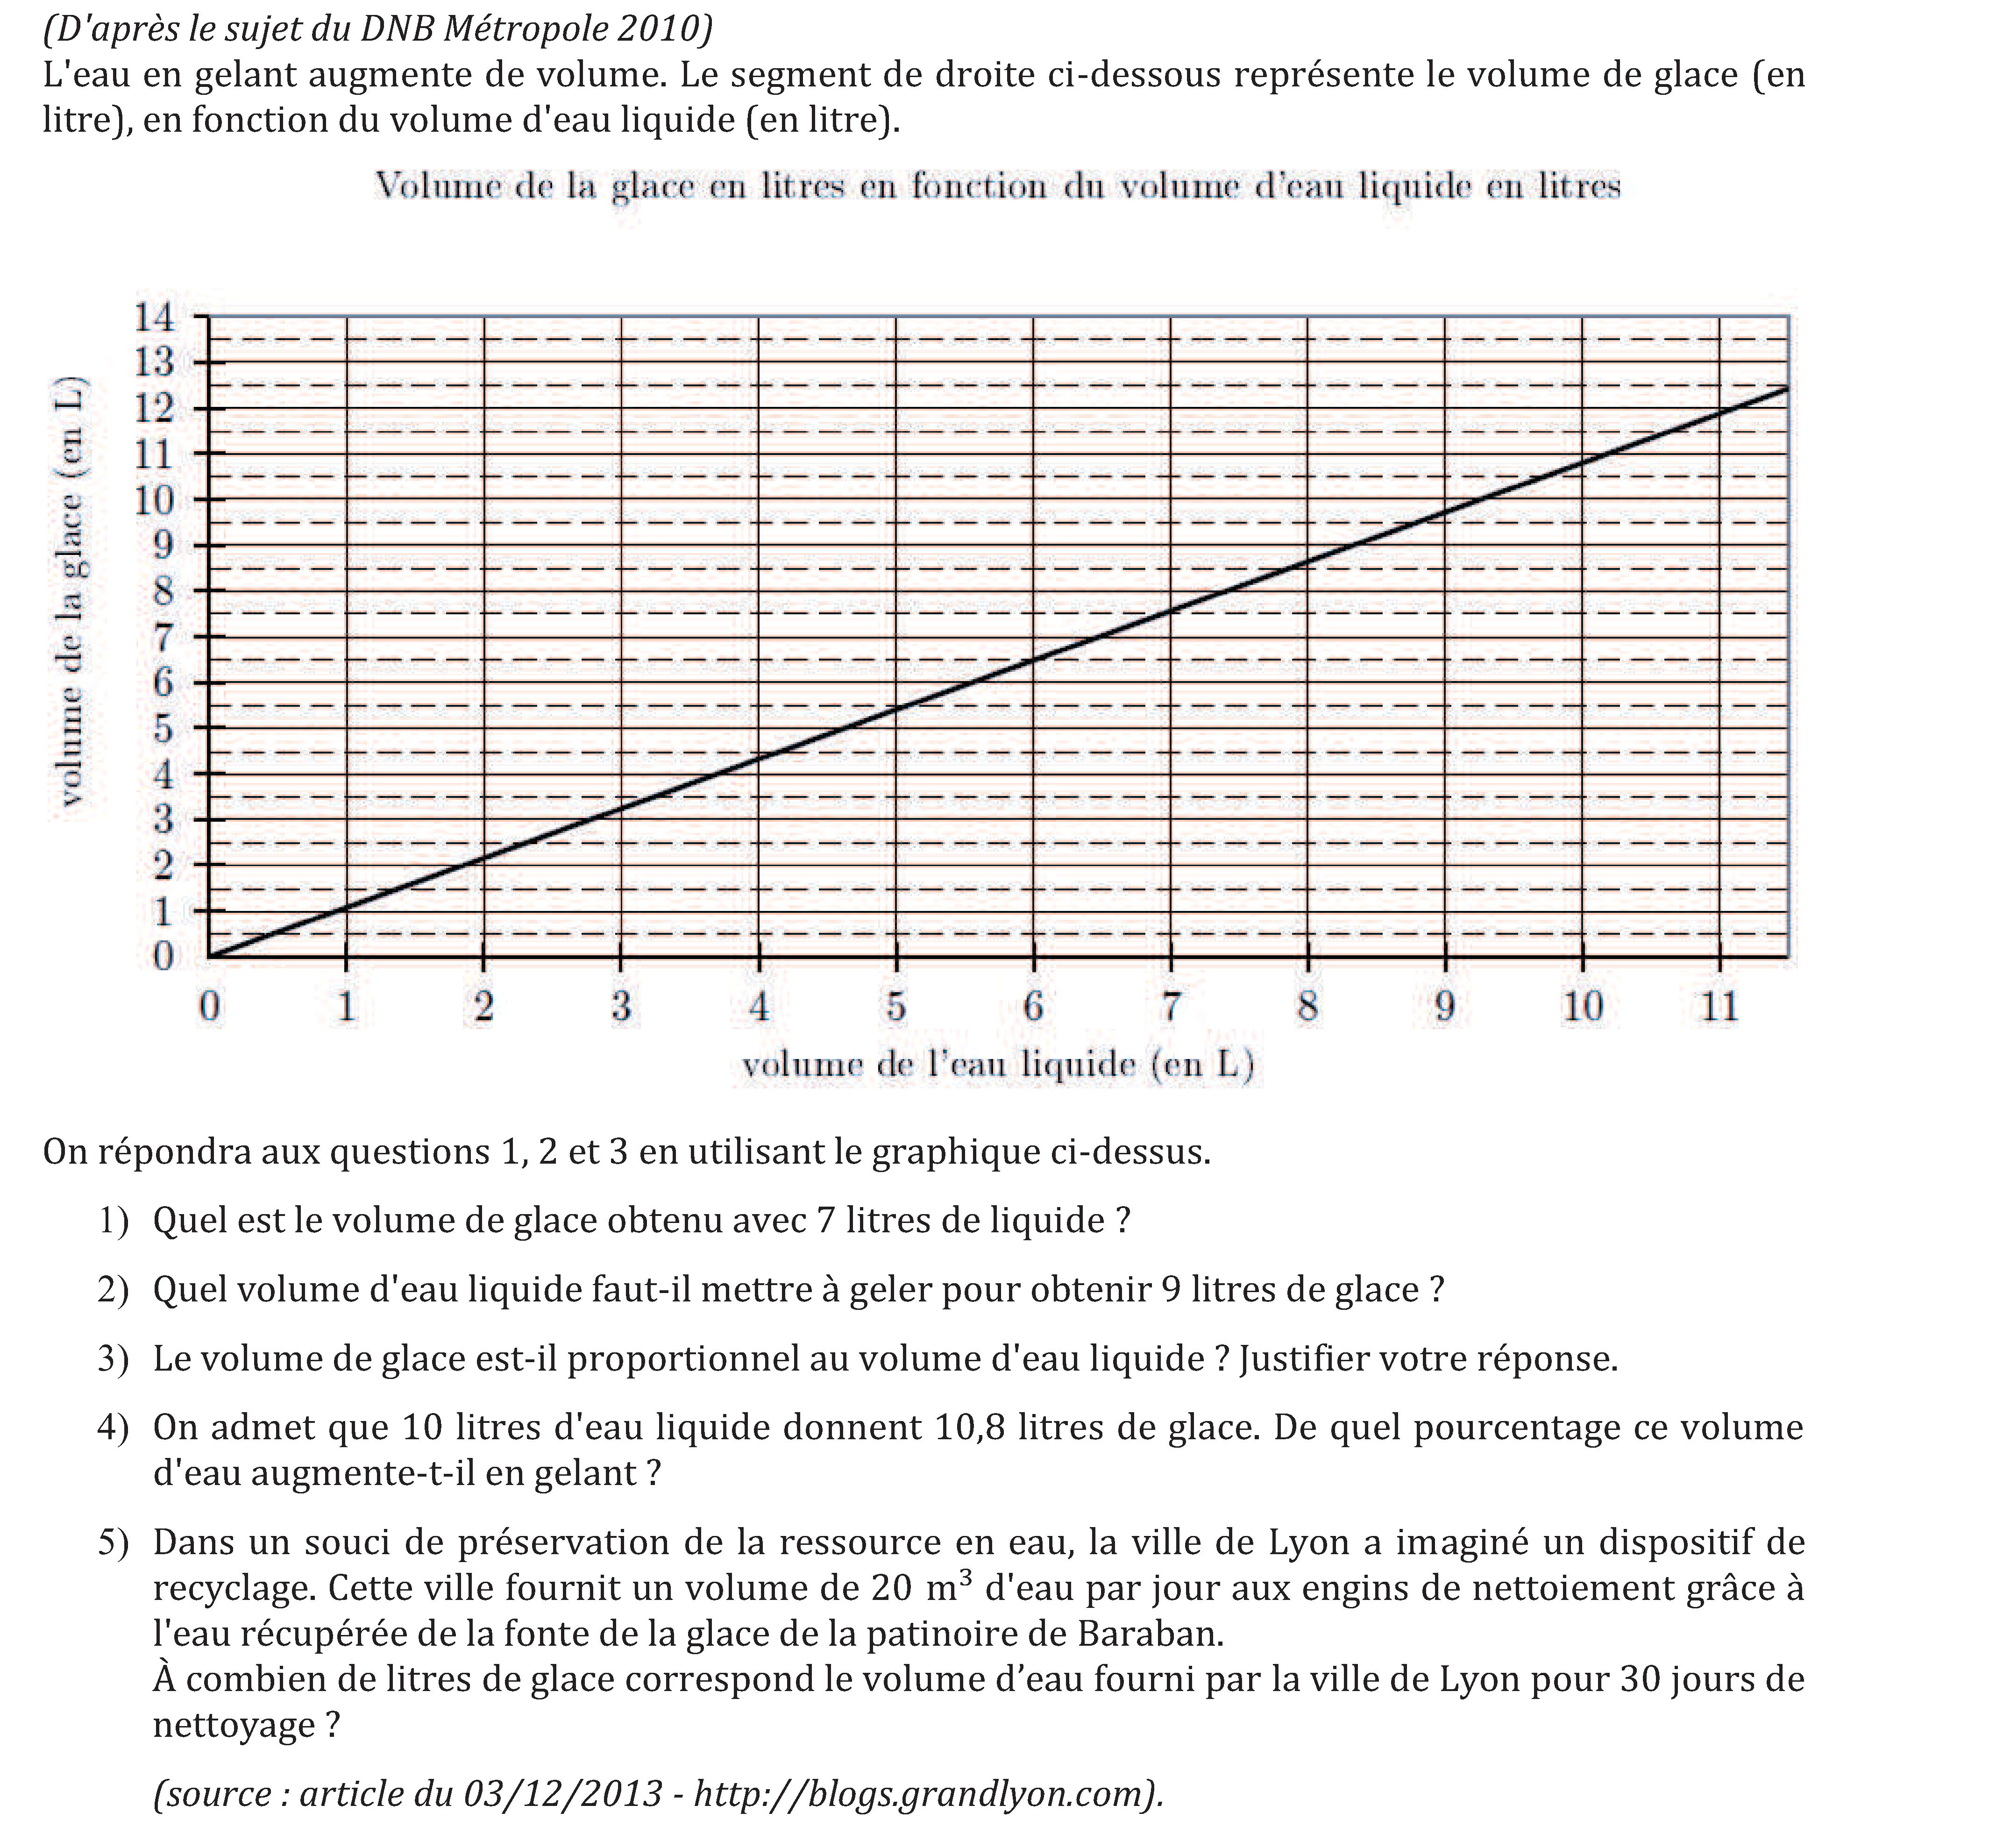 (D'après le sujet du DNB Métropole 2010)
L'eau en gelant augmente de volume. Le segment de droite ci-dessous représente le volume de glace (en
litre), en fonction du volume d'eau liquide (en litre).
Volume de la glace en litres en fonction du volume d'eau liquide en litres
volume de la glace (en L)
14
13
12
11
10
9
8
7
6
5
4
3
2
1
0
0 1 2 3 4 5 6 7 8 9 10 11
volume de l'eau liquide (en L)
On répondra aux questions 1, 2 et 3 en utilisant le graphique ci-dessus.
1) Quel est le volume de glace obtenu avec 7 litres de liquide ?
2) Quel volume d'eau liquide faut-il mettre à geler pour obtenir 9 litres de glace ?
3) Le volume de glace est-il proportionnel au volume d'eau liquide ? Justifier votre réponse.
4) On admet que 10 litres d'eau liquide donnent 10,8 litres de glace. De quel pourcentage ce volume
d'eau augmente-t-il en gelant ?
5) Dans un souci de préservation de la ressource en eau, la ville de Lyon a imaginé un dispositif de
recyclage. Cette ville fournit un volume de 20 m³ d'eau par jour aux engins de nettoiement grâce à
l'eau récupérée de la fonte de la glace de la patinoire de Baraban.
À combien de litres de glace correspond le volume d’eau fourni par la ville de Lyon pour 30 jours de
nettoyage ?
(source : article du 03/12/2013 - http://blogs.grandlyon.com).